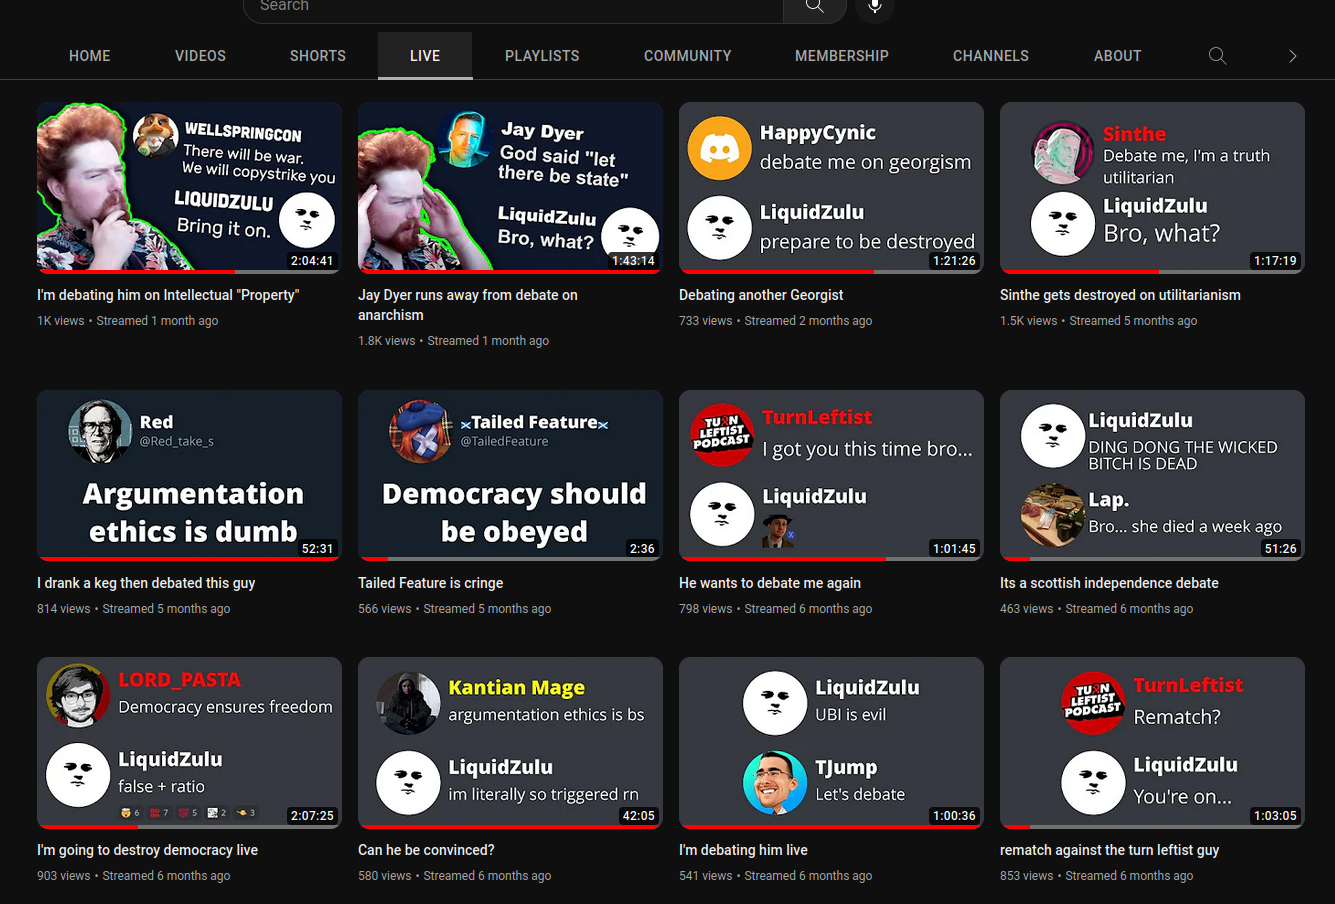 Search
HOME
VIDEOS
SHORTS
LIVE
PLAYLISTS
COMMUNITY
MEMBERSHIP
CHANNELS
ABOUT
WELLSPRINGCON
There will be war.
We will copystrike you
LIQUIDZULU
Bring it on.
2:04:41
I'm debating him on Intellectual "Property"
1K views • Streamed 1 month ago
Jay Dyer
God said "let
there be state"
LiquidZulu
Bro, what?
1:43:14
Jay Dyer runs away from debate on
anarchism
1.8K views • Streamed 1 month ago
HappyCynic
debate me on georgism
LiquidZulu
prepare to be destroyed
1:21:26
Debating another Georgist
733 views • Streamed 2 months ago
Sinthe
Debate me, I'm a truth
utilitarian
LiquidZulu
Bro, what?
1:17:19
Sinthe gets destroyed on utilitarianism
1.5K views • Streamed 5 months ago
Red
@Red_take_s
Argumentation
ethics is dumb
52:31
I drank a keg then debated this guy
814 views • Streamed 5 months ago
Tailed Feature
@TailedFeature
Democracy should
be obeyed
2:36
Tailed Feature is cringe
566 views • Streamed 5 months ago
TURN
LEFTIST
PODCAST
TurnLeftist
I got you this time bro...
LiquidZulu
1:01:45
He wants to debate me again
798 views • Streamed 6 months ago
LiquidZulu
DING DONG THE WICKED
BITCH IS DEAD
Lap.
Bro... she died a week ago
51:26
Its a scottish independence debate
463 views • Streamed 6 months ago
LORD_PASTA
Democracy ensures freedom
LiquidZulu
false + ratio
6 7 5 2 3
2:07:25
I'm going to destroy democracy live
903 views • Streamed 6 months ago
Kantian Mage
argumentation ethics is bs
LiquidZulu
im literally so triggered rn
42:05
Can he be convinced?
580 views • Streamed 6 months ago
LiquidZulu
UBI is evil
TJump
Let's debate
1:00:36
I'm debating him live
541 views • Streamed 6 months ago
TURN
LEFTIST
PODCAST
TurnLeftist
Rematch?
LiquidZulu
You're on...
1:03:05
rematch against the turn leftist guy
853 views • Streamed 6 months ago